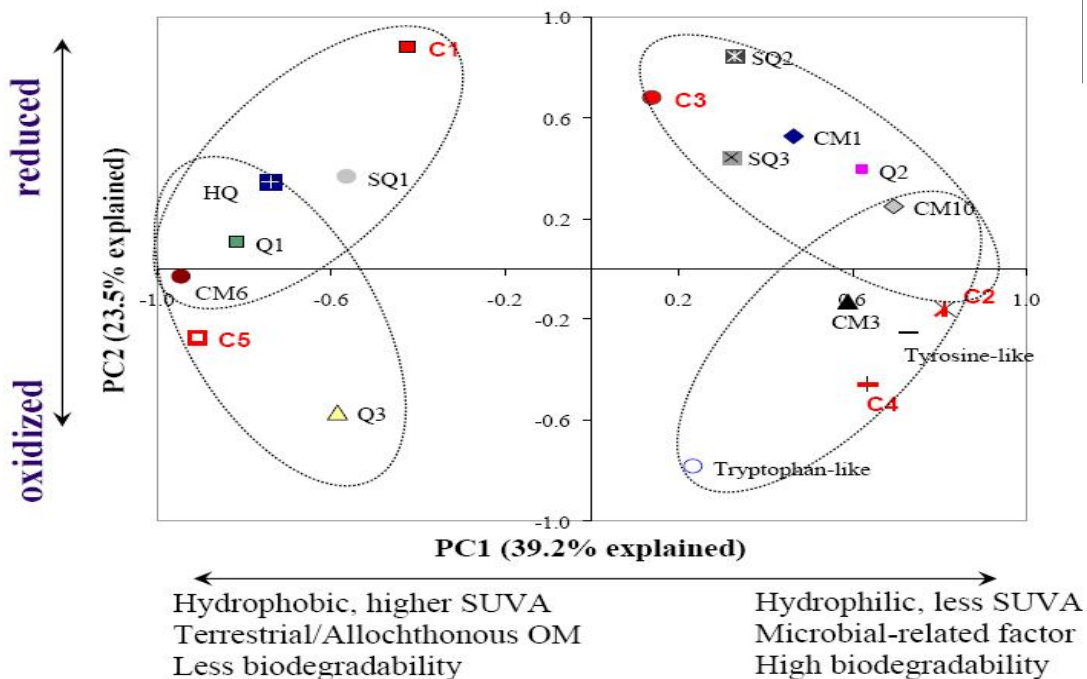 reduced
oxidized
PC2 (23.5% explained)
1.0
0.6
0.2
-0.2
-0.6
-1.0
-1.0
-0.6
-0.2
0.2
0.6
1.0
C1
SQ2
C3
CM1
SQ3
Q2
HQ
SQ1
CM10
Q1
CM6
C2
CM3
C5
Tyrosine-like
C4
Q3
Tryptophan-like
PC1 (39.2% explained)
Hydrophobic, higher SUVA
Terrestrial/Allochthonous OM
Less biodegradability
Hydrophilic, less SUVA
Microbial-related factor
High biodegradability